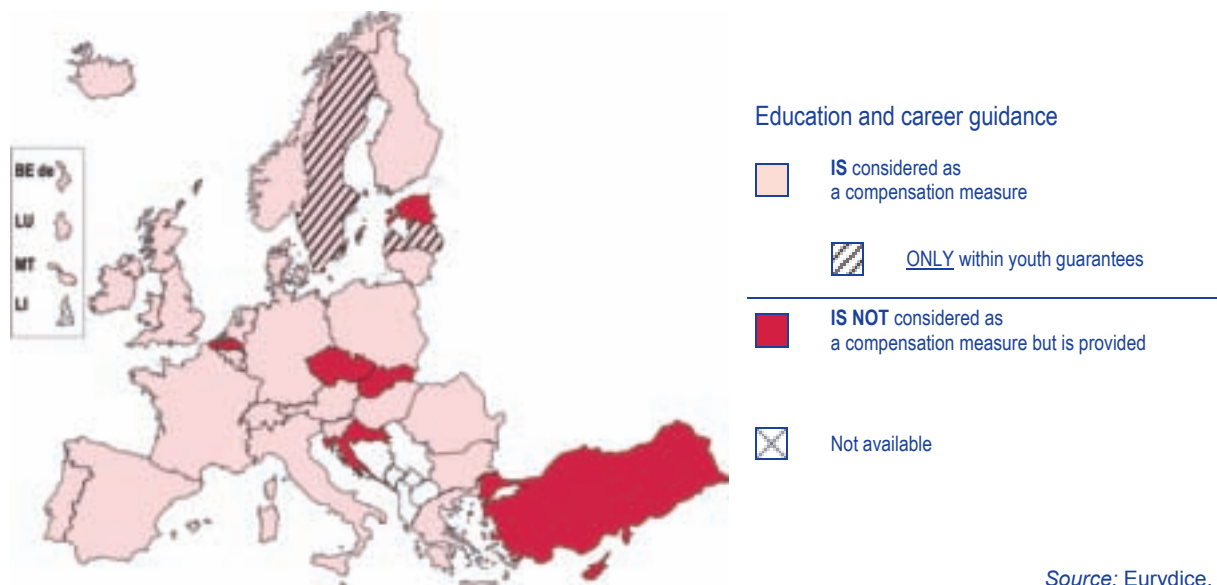 BE de
LU
MT
LI
Education and career guidance
IS considered as
a compensation measure
ONLY within youth guarantees
IS NOT considered as
a compensation measure but is provided
Not available
Source: Eurydice.